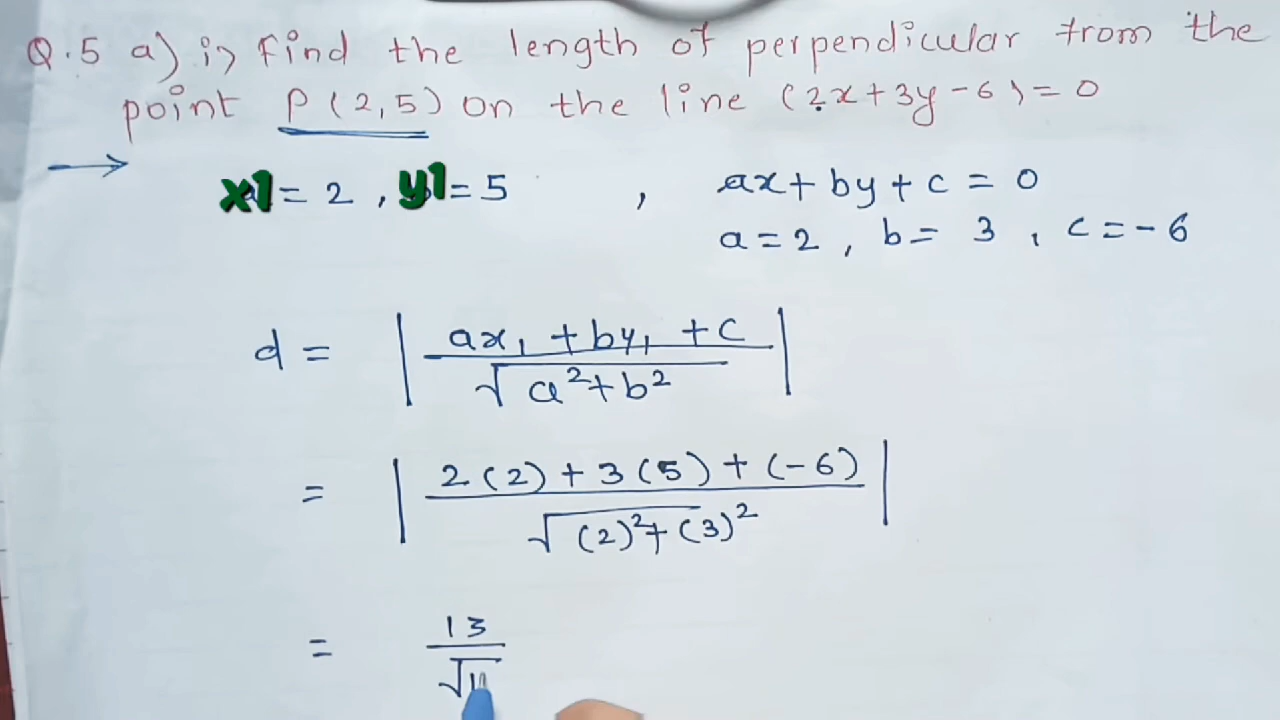 Q.5 a) i) Find the length of perpendicular from the
point P(2,5) on the line (2x+3y-6)=0
x1 = 2 , y1 = 5 , ax + by + c = 0
a = 2 , b = 3 , c = -6
d = | ax₁ + by₁ + c / √a²+b² |
= | 2(2) + 3(5) + (-6) / √(2)²+(3)² |
= 13 / √1